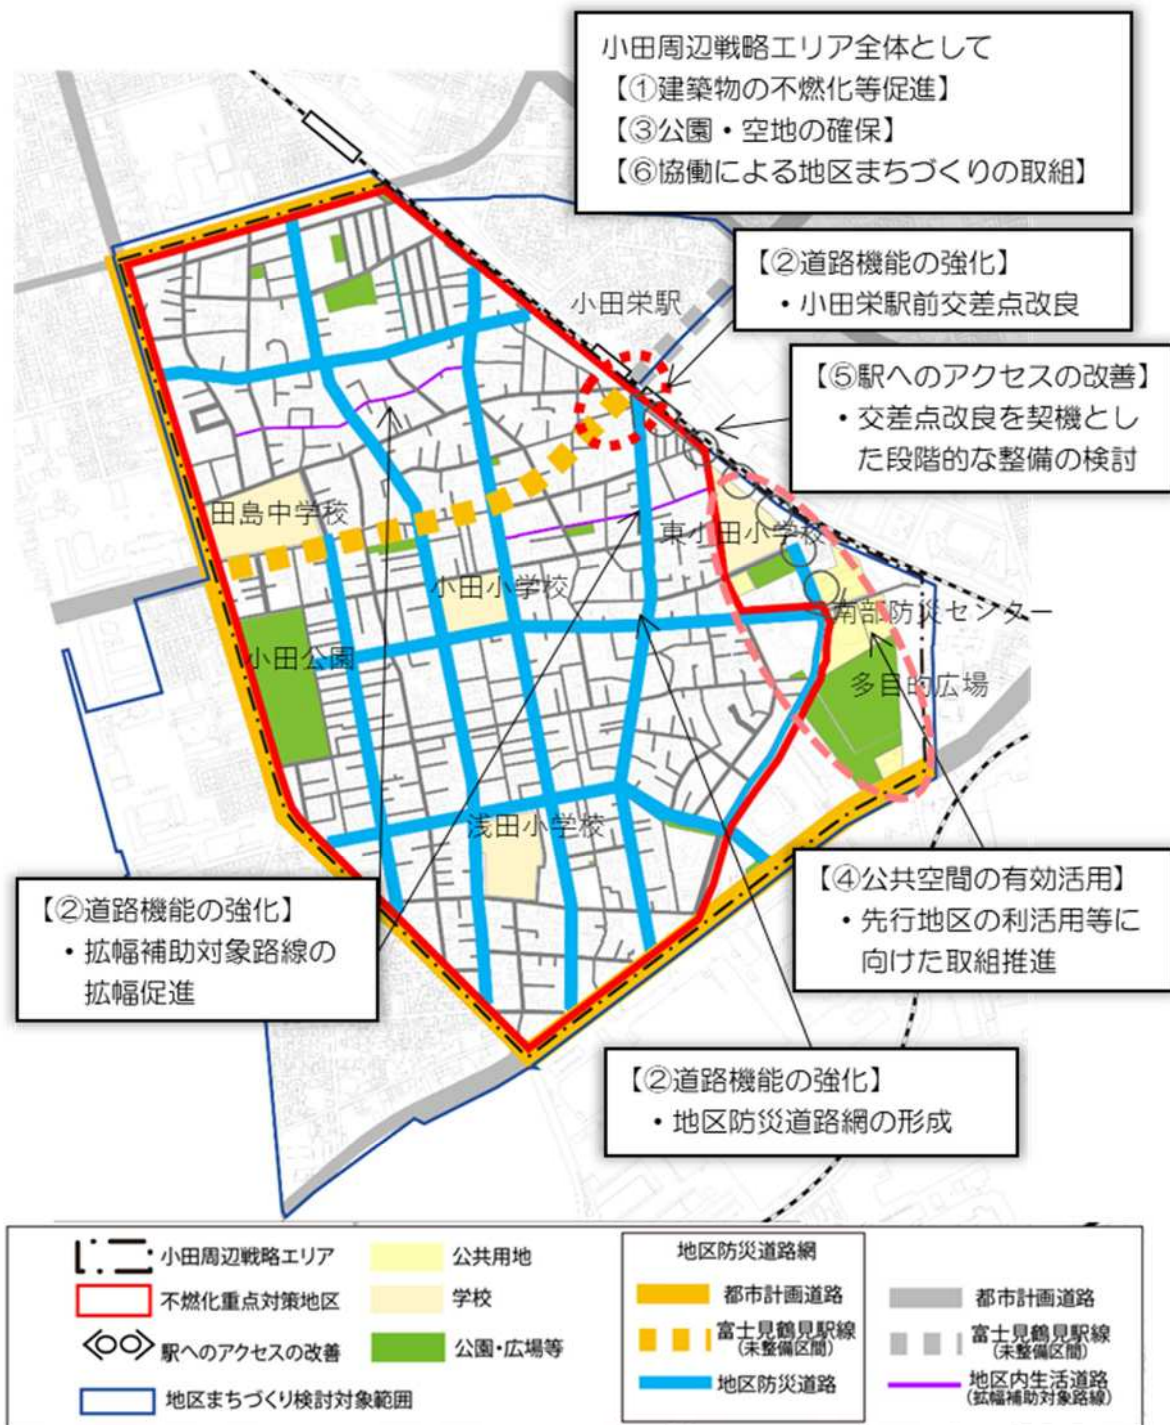 小田周辺戦略エリア全体として
【①建築物の不燃化等促進】
【③公園・空地の確保】
【⑥協働による地区まちづくりの取組】
【②道路機能の強化】
・小田栄駅前交差点改良
小田栄駅
【⑤駅へのアクセスの改善】
・交差点改良を契機とし
た段階的な整備の検討
田島中学校
東小田小学校
小田小学校
南部防災センター
小田公園
多目的広場
浅田小学校
【②道路機能の強化】
・拡幅補助対象路線の
拡幅促進
【④公共空間の有効活用】
・先行地区の利活用等に
向けた取組推進
【②道路機能の強化】
・地区防災道路網の形成
小田周辺戦略エリア
不燃化重点対策地区
駅へのアクセスの改善
地区まちづくり検討対象範囲
公共用地
学校
公園・広場等
地区防災道路網
都市計画道路
富士見鶴見駅線
(未整備区間)
地区防災道路
都市計画道路
富士見鶴見駅線
(未整備区間)
地区内生活道路
(拡幅補助対象路線)